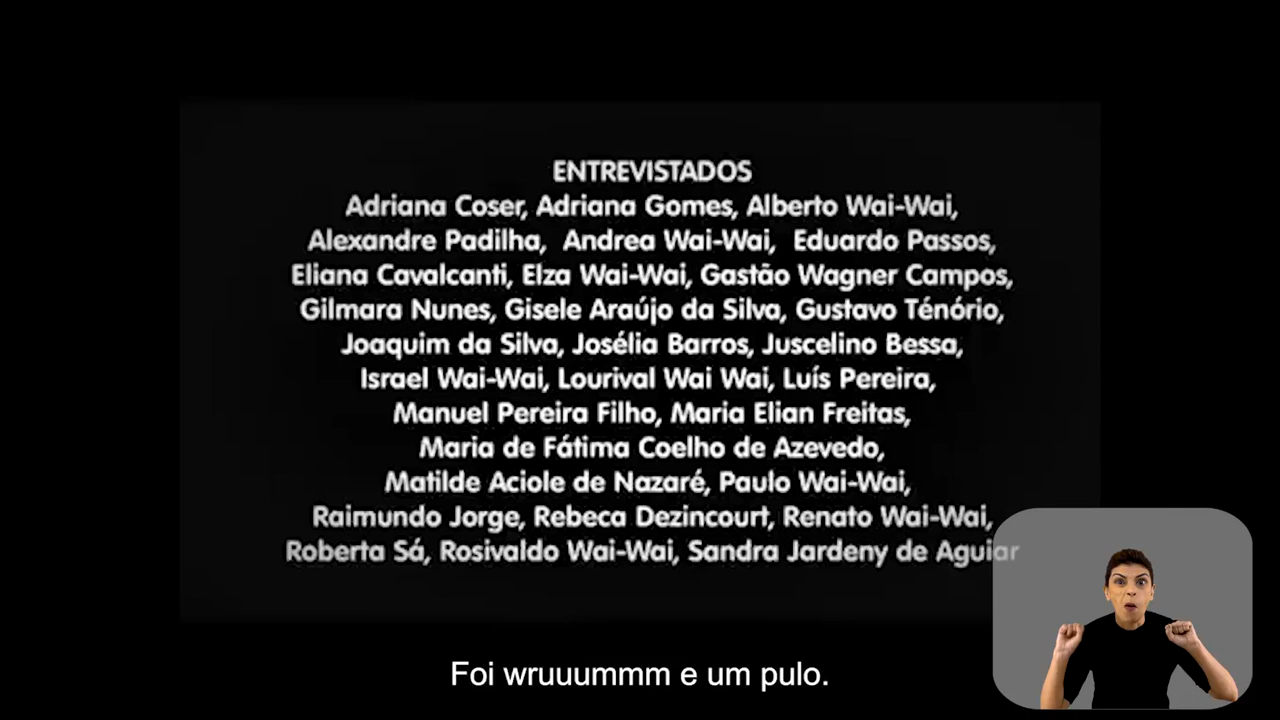 ENTREVISTADOS
Adriana Coser, Adriana Gomes, Alberto Wai-Wai,
Alexandre Padilha, Andrea Wai-Wai, Eduardo Passos,
Eliana Cavalcanti, Elza Wai-Wai, Gastão Wagner Campos,
Gilmara Nunes, Gisele Araújo da Silva, Gustavo Ténório,
Joaquim da Silva, Josélia Barros, Juscelino Bessa,
Israel Wai-Wai, Lourival Wai Wai, Luís Pereira,
Manuel Pereira Filho, Maria Elian Freitas,
Maria de Fátima Coelho de Azevedo,
Matilde Aciole de Nazaré, Paulo Wai-Wai,
Raimundo Jorge, Rebeca Dezincourt, Renato Wai-Wai,
Roberta Sá, Rosivaldo Wai-Wai, Sandra Jardeny de Aguiar
Foi wruuummm e um pulo.